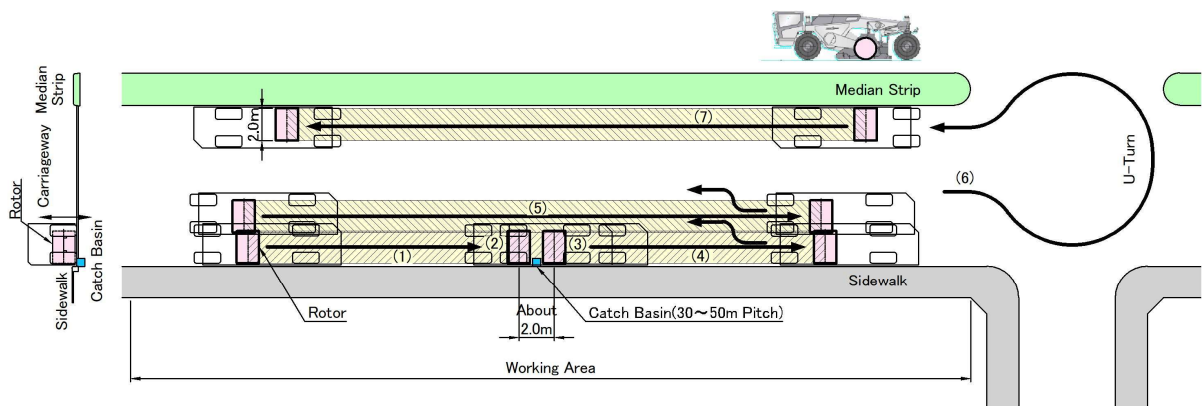 Median
Strip
Carriageway
Rotor
Catch Basin
Sidewalk
Median Strip
2.0m
(7)
(6)
U-Turn
(5)
(2)
(3)
(1)
(4)
Sidewalk
Rotor
About
2.0m
Catch Basin(30～50m Pitch)
Working Area